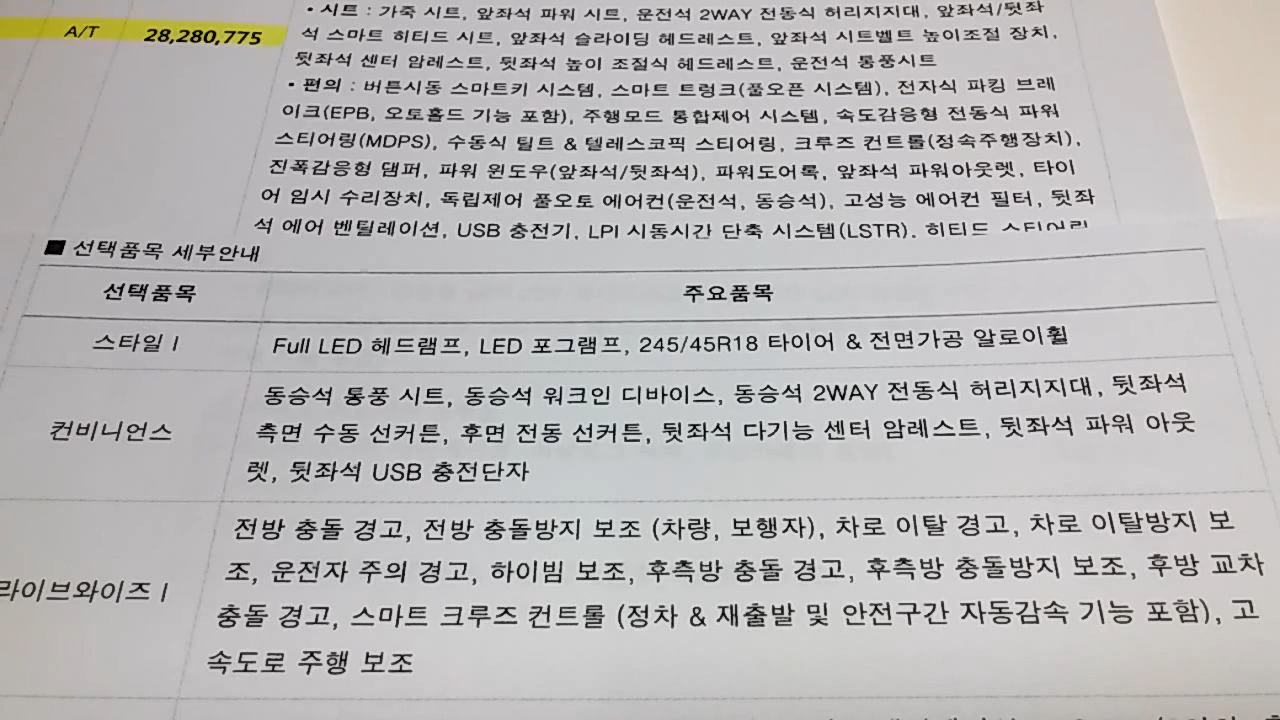 A/T 28,280,775
• 시트 : 가죽 시트, 앞좌석 파워 시트, 운전석 2WAY 전동식 허리지지대, 앞좌석/뒷좌
석 스마트 히티드 시트, 앞좌석 슬라이딩 헤드레스트, 앞좌석 시트벨트 높이조절 장치,
뒷좌석 센터 암레스트, 뒷좌석 높이 조절식 헤드레스트, 운전석 통풍시트
• 편의 : 버튼시동 스마트키 시스템, 스마트 트렁크(풀오픈 시스템), 전자식 파킹 브레
이크(EPB, 오토홀드 기능 포함), 주행모드 통합제어 시스템, 속도감응형 전동식 파워
스티어링(MDPS), 수동식 틸트 & 텔레스코픽 스티어링, 크루즈 컨트롤(정속주행장치),
진폭감응형 댐퍼, 파워 윈도우(앞좌석/뒷좌석), 파워도어록, 앞좌석 파워아웃렛, 타이
어 임시 수리장치, 독립제어 풀오토 에어컨(운전석, 동승석), 고성능 에어컨 필터, 뒷좌
석 에어 벤틸레이션, USB 충전기, LPI 시동시간 단축 시스템(LSTR), 히티드 스티어링
■ 선택품목 세부안내
선택품목 주요품목
스타일 I Full LED 헤드램프, LED 포그램프, 245/45R18 타이어 & 전면가공 알로이휠
컨비니언스 동승석 통풍 시트, 동승석 워크인 디바이스, 동승석 2WAY 전동식 허리지지대, 뒷좌석
측면 수동 선커튼, 후면 전동 선커튼, 뒷좌석 다기능 센터 암레스트, 뒷좌석 파워 아웃
렛, 뒷좌석 USB 충전단자
라이브와이즈 I 전방 충돌 경고, 전방 충돌방지 보조 (차량, 보행자), 차로 이탈 경고, 차로 이탈방지 보
조, 운전자 주의 경고, 하이빔 보조, 후측방 충돌 경고, 후측방 충돌방지 보조, 후방 교차
충돌 경고, 스마트 크루즈 컨트롤 (정차 & 재출발 및 안전구간 자동감속 기능 포함), 고
속도로 주행 보조